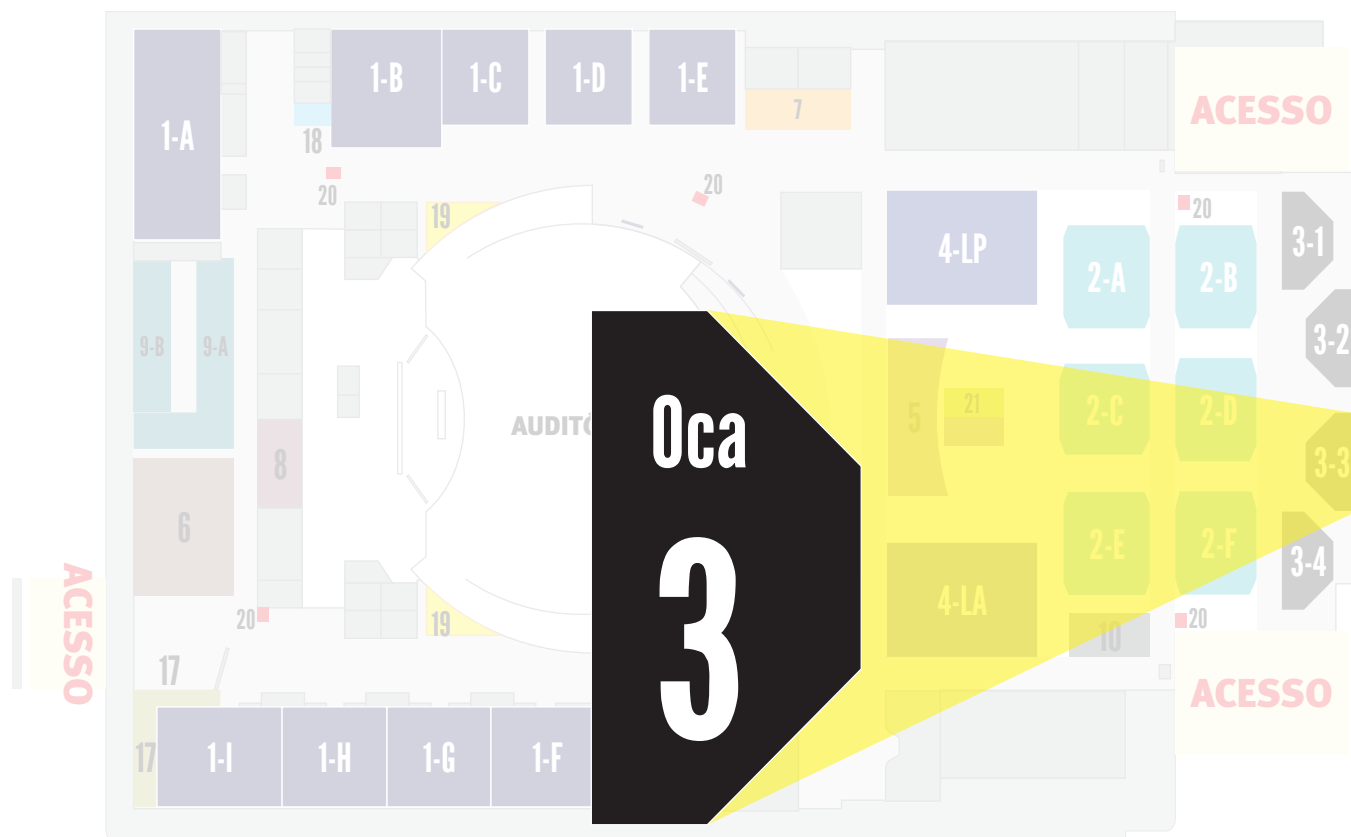 1-A
1-B
1-C
1-D
1-E
7
ACESSO
18
20
20
19
20
4-LP
2-A
2-B
3-1
9-B
9-A
3-2
AUDITÓ
Oca
3
5
21
2-C
2-D
3-3
8
6
2-E
2-F
3-4
4-LA
ACESSO
20
19
10
20
17
ACESSO
17
1-I
1-H
1-G
1-F